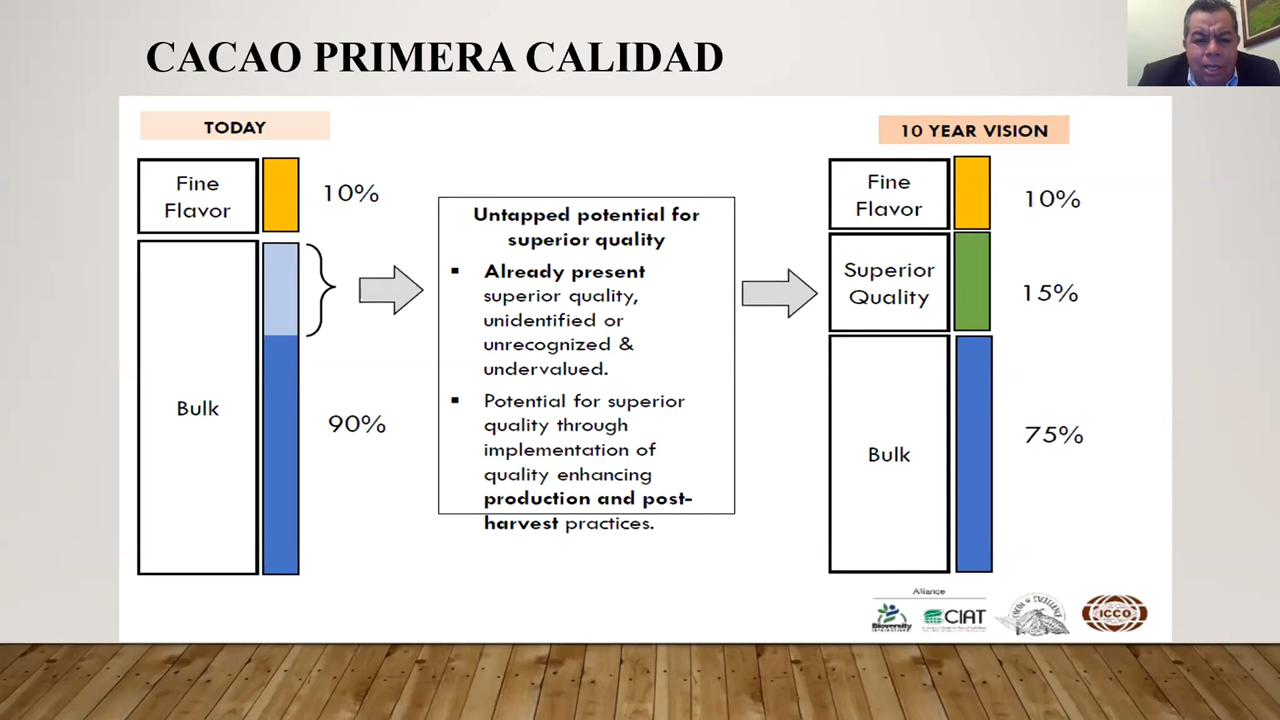 CACAO PRIMERA CALIDAD
TODAY
Fine
Flavor
10%
Bulk
90%
Untapped potential for
superior quality
▪ Already present
superior quality,
unidentified or
unrecognized &
undervalued.
▪ Potential for superior
quality through
implementation of
quality enhancing
production and post-
harvest practices.
10 YEAR VISION
Fine
Flavor
10%
Superior
Quality
15%
Bulk
75%
Alliance
Bioversity
CIAT
ICCO